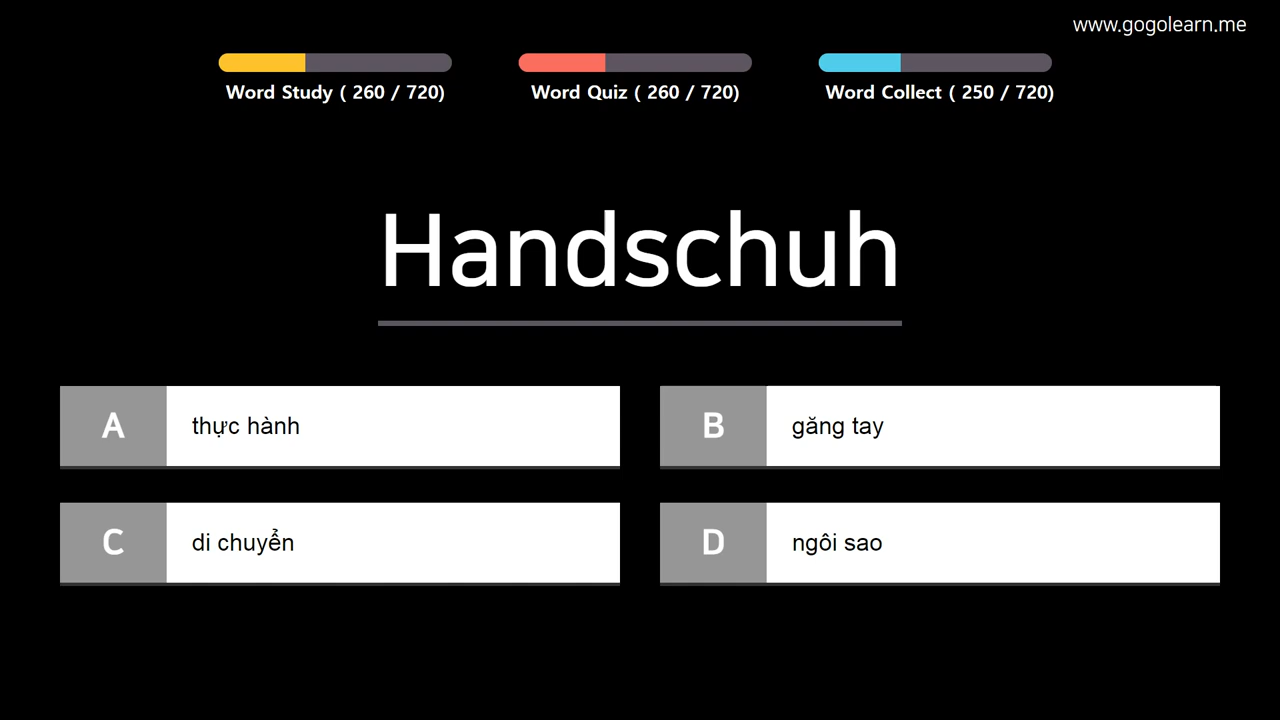 www.gogolearn.me
Word Study ( 260 / 720)
Word Quiz ( 260 / 720)
Word Collect ( 250 / 720)
Handschuh
A
thực hành
B
găng tay
C
di chuyển
D
ngôi sao